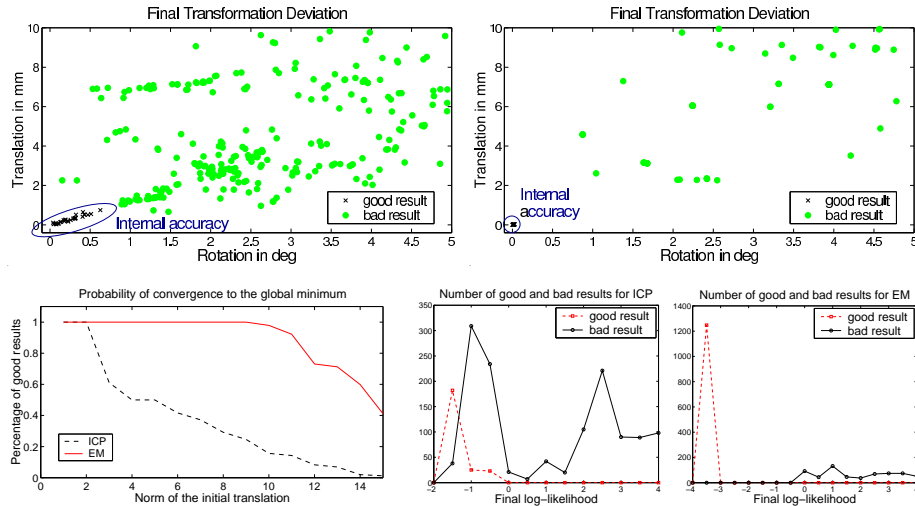 Final Transformation Deviation
Translation in mm
10
8
6
4
2
0
× good result
● bad result
Internal accuracy
0 0.5 1 1.5 2 2.5 3 3.5 4 4.5 5
Rotation in deg
Final Transformation Deviation
Translation in mm
10
8
6
4
2
0
Internal
accuracy
× good result
● bad result
0 0.5 1 1.5 2 2.5 3 3.5 4 4.5 5
Rotation in deg
Probability of convergence to the global minimum
Percentage of good results
1
0.8
0.6
0.4
0.2
0
ICP
EM
0 2 4 6 8 10 12 14
Norm of the initial translation
Number of good and bad results for ICP
350
300
250
200
150
100
50
0
good result
bad result
-2 -1 0 1 2 3 4
Final log-likelihood
Number of good and bad results for EM
1400
1200
1000
800
600
400
200
0
good result
bad result
-4 -3 -2 -1 0 1 2 3
Final log-likelihood